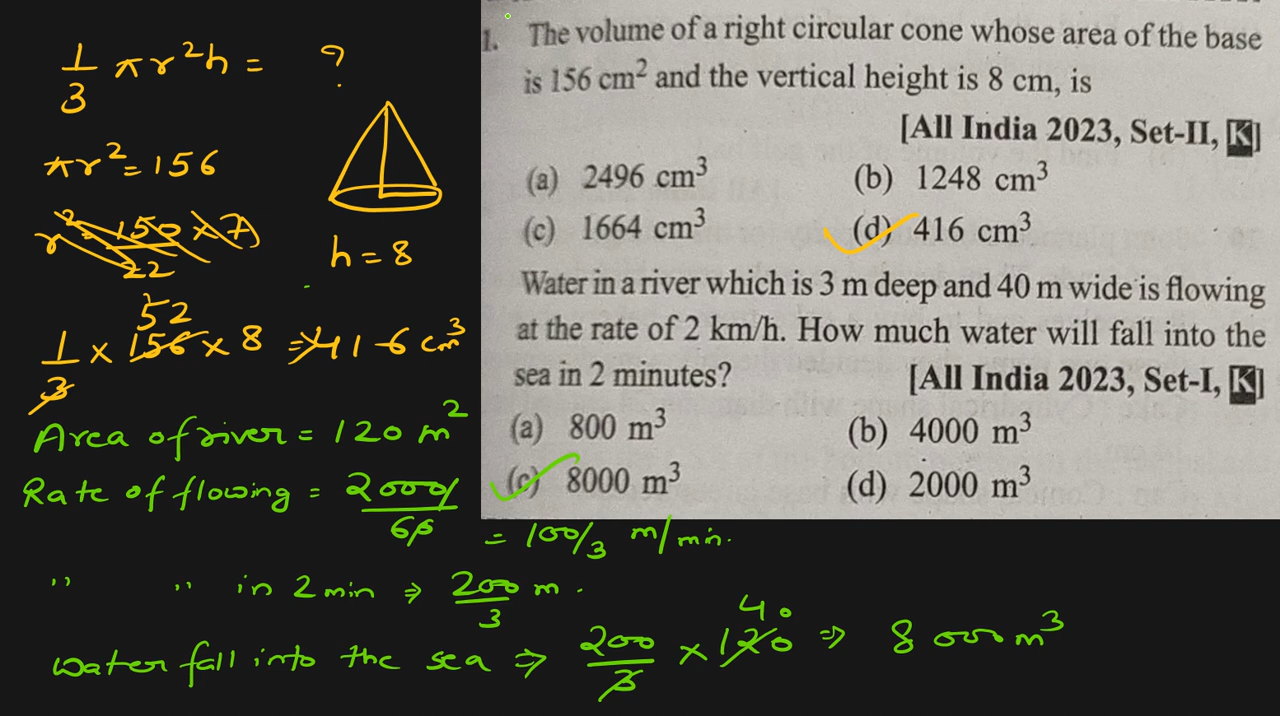 1/3 πr²h = ?
πr² = 156
r² = 150 × 7
22
h = 8
52
1/3 × 156 × 8 ⇒ 416 cm³
Area of river = 120 m²
Rate of flowing = 2000/60
= 100/3 m/min.
" " in 2 min ⇒ 200/3 m.
40
water fall into the sea ⇒ 200/3 × 120 ⇒ 8000 m³
1. The volume of a right circular cone whose area of the base
is 156 cm² and the vertical height is 8 cm, is
[All India 2023, Set-II, K]
(a) 2496 cm³ (b) 1248 cm³
(c) 1664 cm³ (d) 416 cm³
Water in a river which is 3 m deep and 40 m wide is flowing
at the rate of 2 km/h. How much water will fall into the
sea in 2 minutes? [All India 2023, Set-I, K]
(a) 800 m³ (b) 4000 m³
(c) 8000 m³ (d) 2000 m³